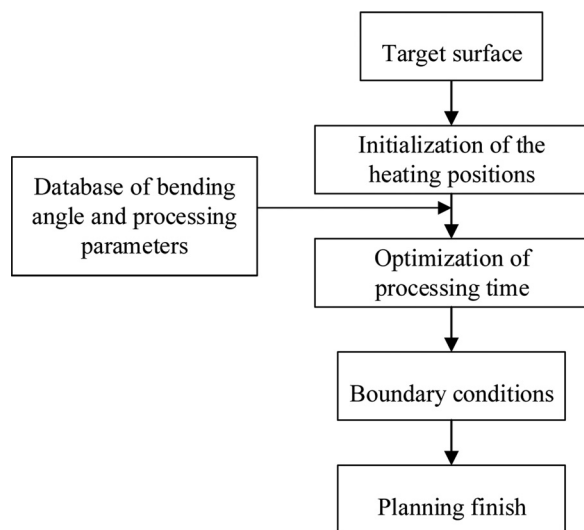 Target surface
Initialization of the
heating positions
Database of bending
angle and processing
parameters
Optimization of
processing time
Boundary conditions
Planning finish